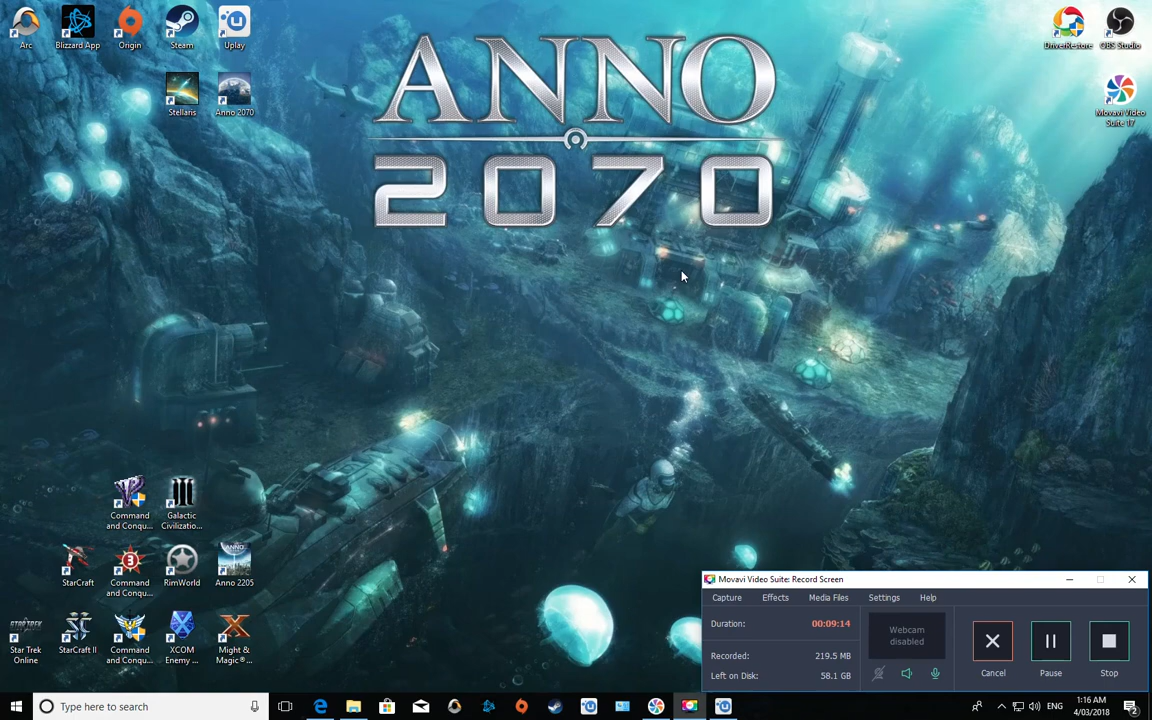 Arc
Blizzard App
Origin
Steam
Uplay
DriverRestore
OBS Studio
Stellaris
Anno 2070
Movavi Video
Suite 17
ANNO
2070
Command
and Conqu...
Galactic
Civilizatio...
StarCraft
Command
and Conqu...
RimWorld
ANNO
Anno 2205
STAR TREK
Star Trek
Online
StarCraft II
Command
and Conqu...
XCOM
Enemy ...
Might &
Magic® ...
Movavi Video Suite: Record Screen
Capture
Effects
Media Files
Settings
Help
Duration:
00:09:14
Recorded:
219.5 MB
Left on Disk:
58.1 GB
Webcam
disabled
Cancel
Pause
Stop
Type here to search
ENG
1:16 AM
4/03/2018
2